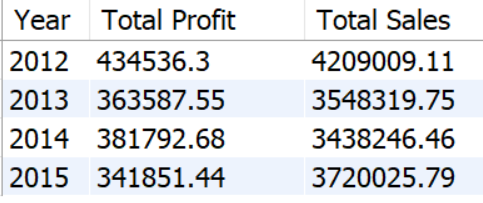 Year Total Profit Total Sales
2012 434536.3 4209009.11
2013 363587.55 3548319.75
2014 381792.68 3438246.46
2015 341851.44 3720025.79